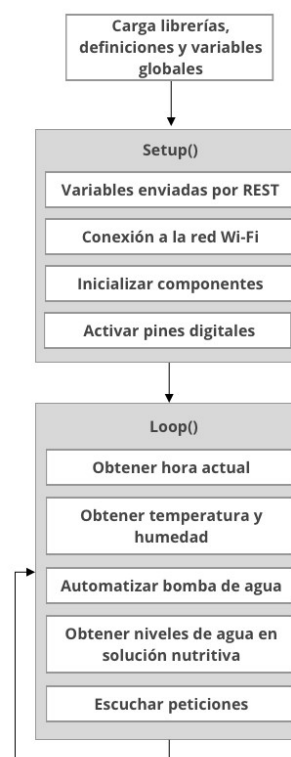 Carga librerías,
definiciones y variables
globales
Setup()
Variables enviadas por REST
Conexión a la red Wi-Fi
Inicializar componentes
Activar pines digitales
Loop()
Obtener hora actual
Obtener temperatura y
humedad
Automatizar bomba de agua
Obtener niveles de agua en
solución nutritiva
Escuchar peticiones